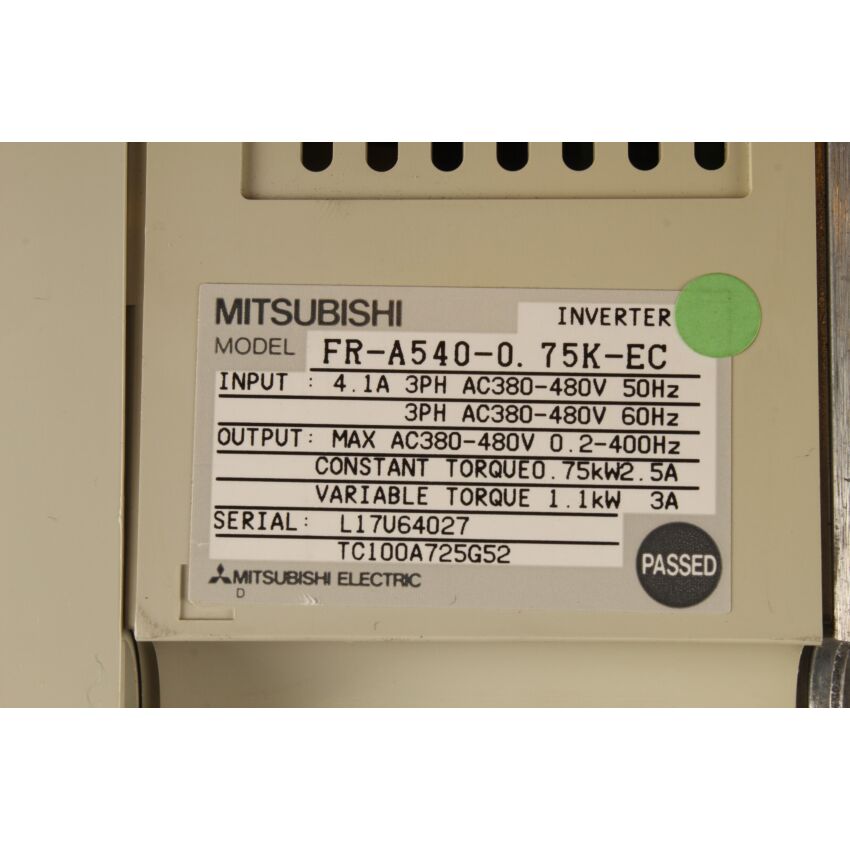 MITSUBISHI INVERTER
MODEL FR-A540-0.75K-EC
INPUT : 4.1A 3PH AC380-480V 50Hz
3PH AC380-480V 60Hz
OUTPUT: MAX AC380-480V 0.2-400Hz
CONSTANT TORQUE0.75kW2.5A
VARIABLE TORQUE 1.1kW 3A
SERIAL: L17U64027
TC100A725G52
PASSED
MITSUBISHI ELECTRIC
D